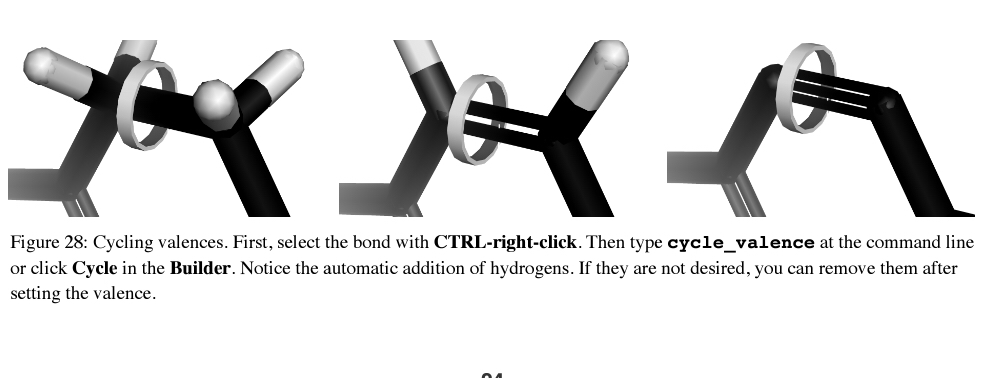 Figure 28: Cycling valences. First, select the bond with CTRL-right-click. Then type cycle_valence at the command line
or click Cycle in the Builder. Notice the automatic addition of hydrogens. If they are not desired, you can remove them after
setting the valence.